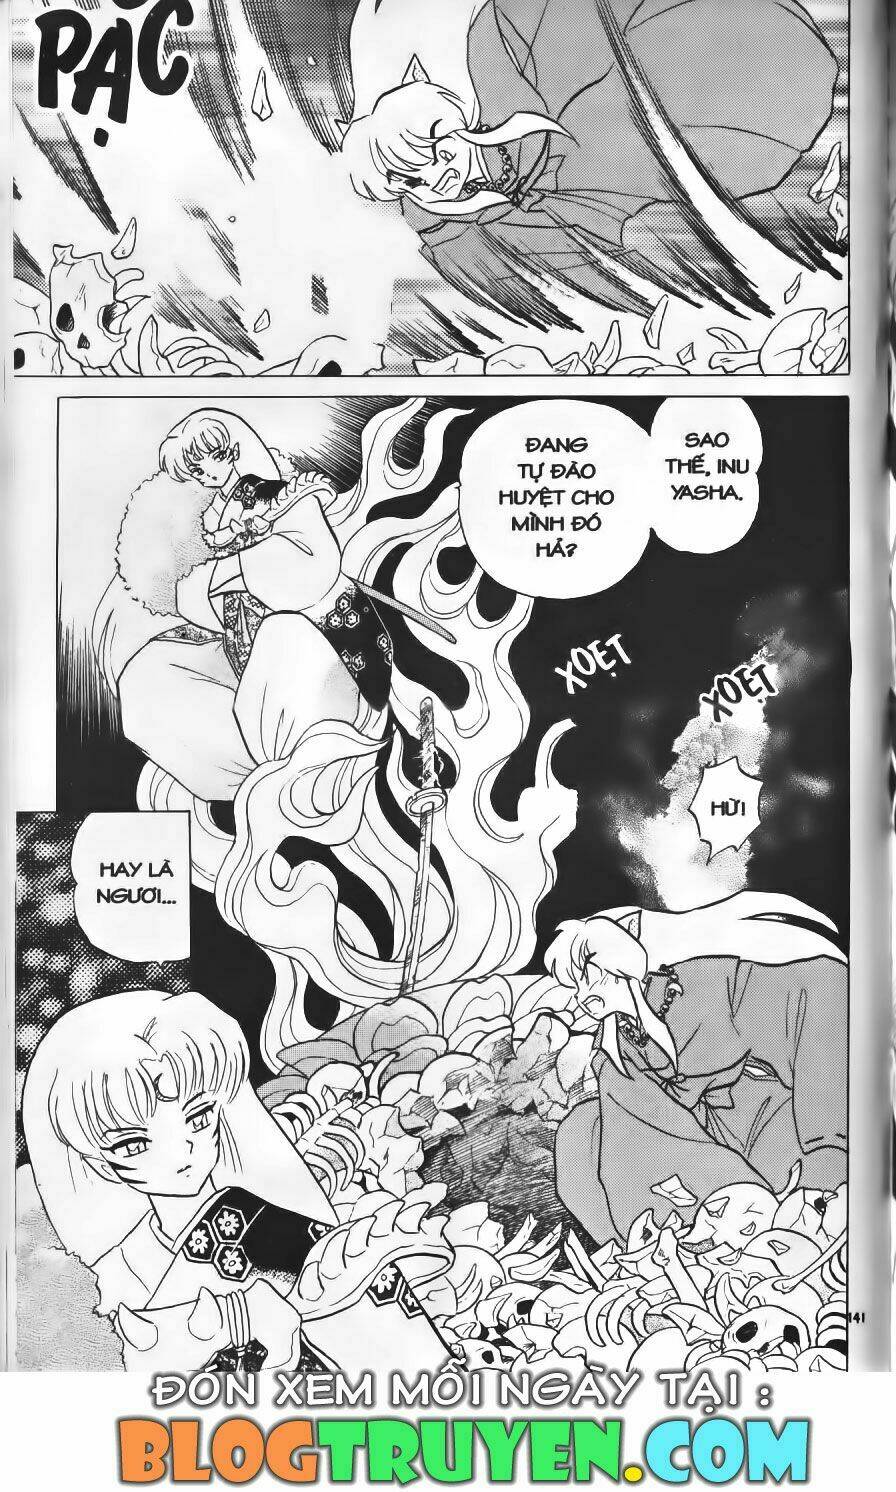 PẠC
SAO
THẾ, INU
YASHA.
ĐANG
TỰ ĐÀO
HUYỆT CHO
MÌNH ĐÓ
HẢ?
XOẸT
XOẸT
HỪ!
HAY LÀ
NGƯƠI...
141
ĐÓN XEM MỖI NGÀY TẠI :
BLOGTRUYEN.COM